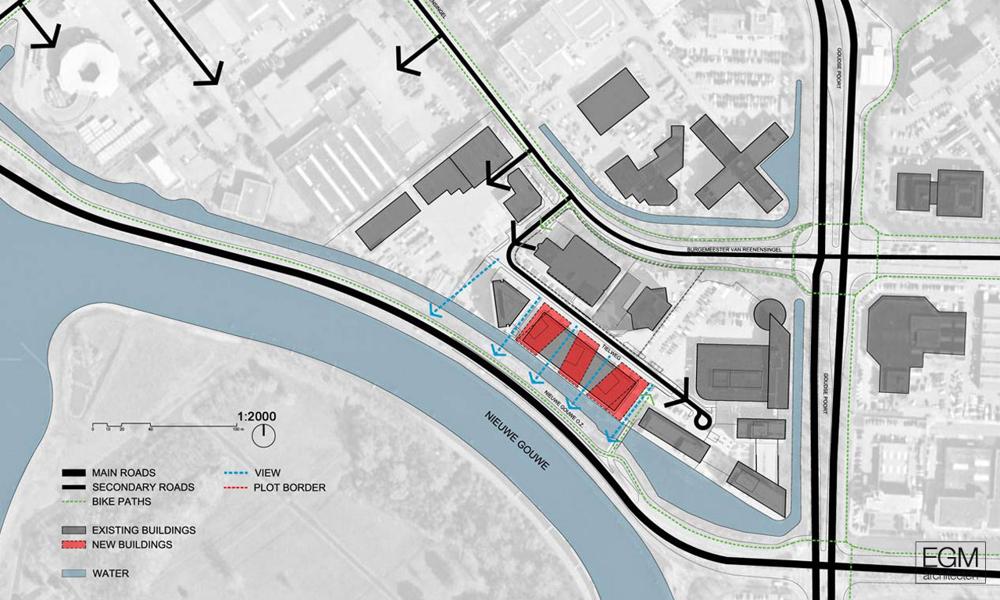 GOUDSE POORT
BURGEMEESTER VAN REENENSINGEL
TIELWEG
GOUDSE POORT
NIEUWE GOUWE O.Z.
NIEUWE GOUWE
1:2000
MAIN ROADS
SECONDARY ROADS
BIKE PATHS
VIEW
PLOT BORDER
EXISTING BUILDINGS
NEW BUILDINGS
WATER
EGM
architecten